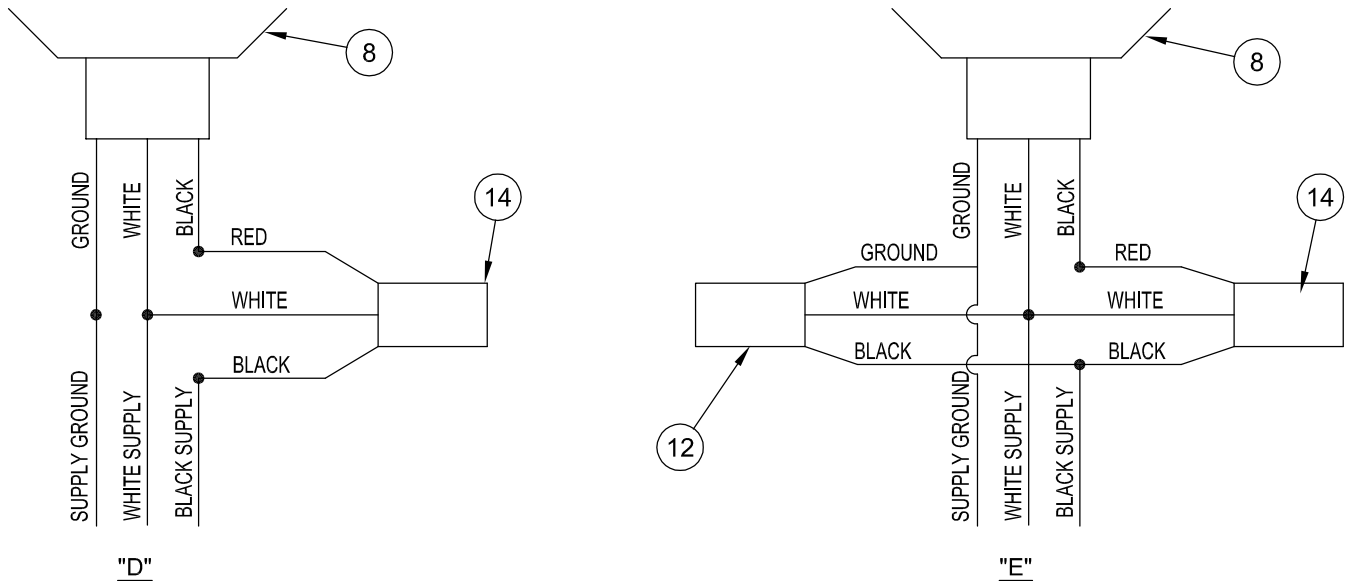 8
GROUND
WHITE
BLACK
14
RED
WHITE
BLACK
SUPPLY GROUND
WHITE SUPPLY
BLACK SUPPLY
"D"
8
GROUND
WHITE
BLACK
14
GROUND
RED
WHITE
WHITE
BLACK
BLACK
12
SUPPLY GROUND
WHITE SUPPLY
BLACK SUPPLY
"E"